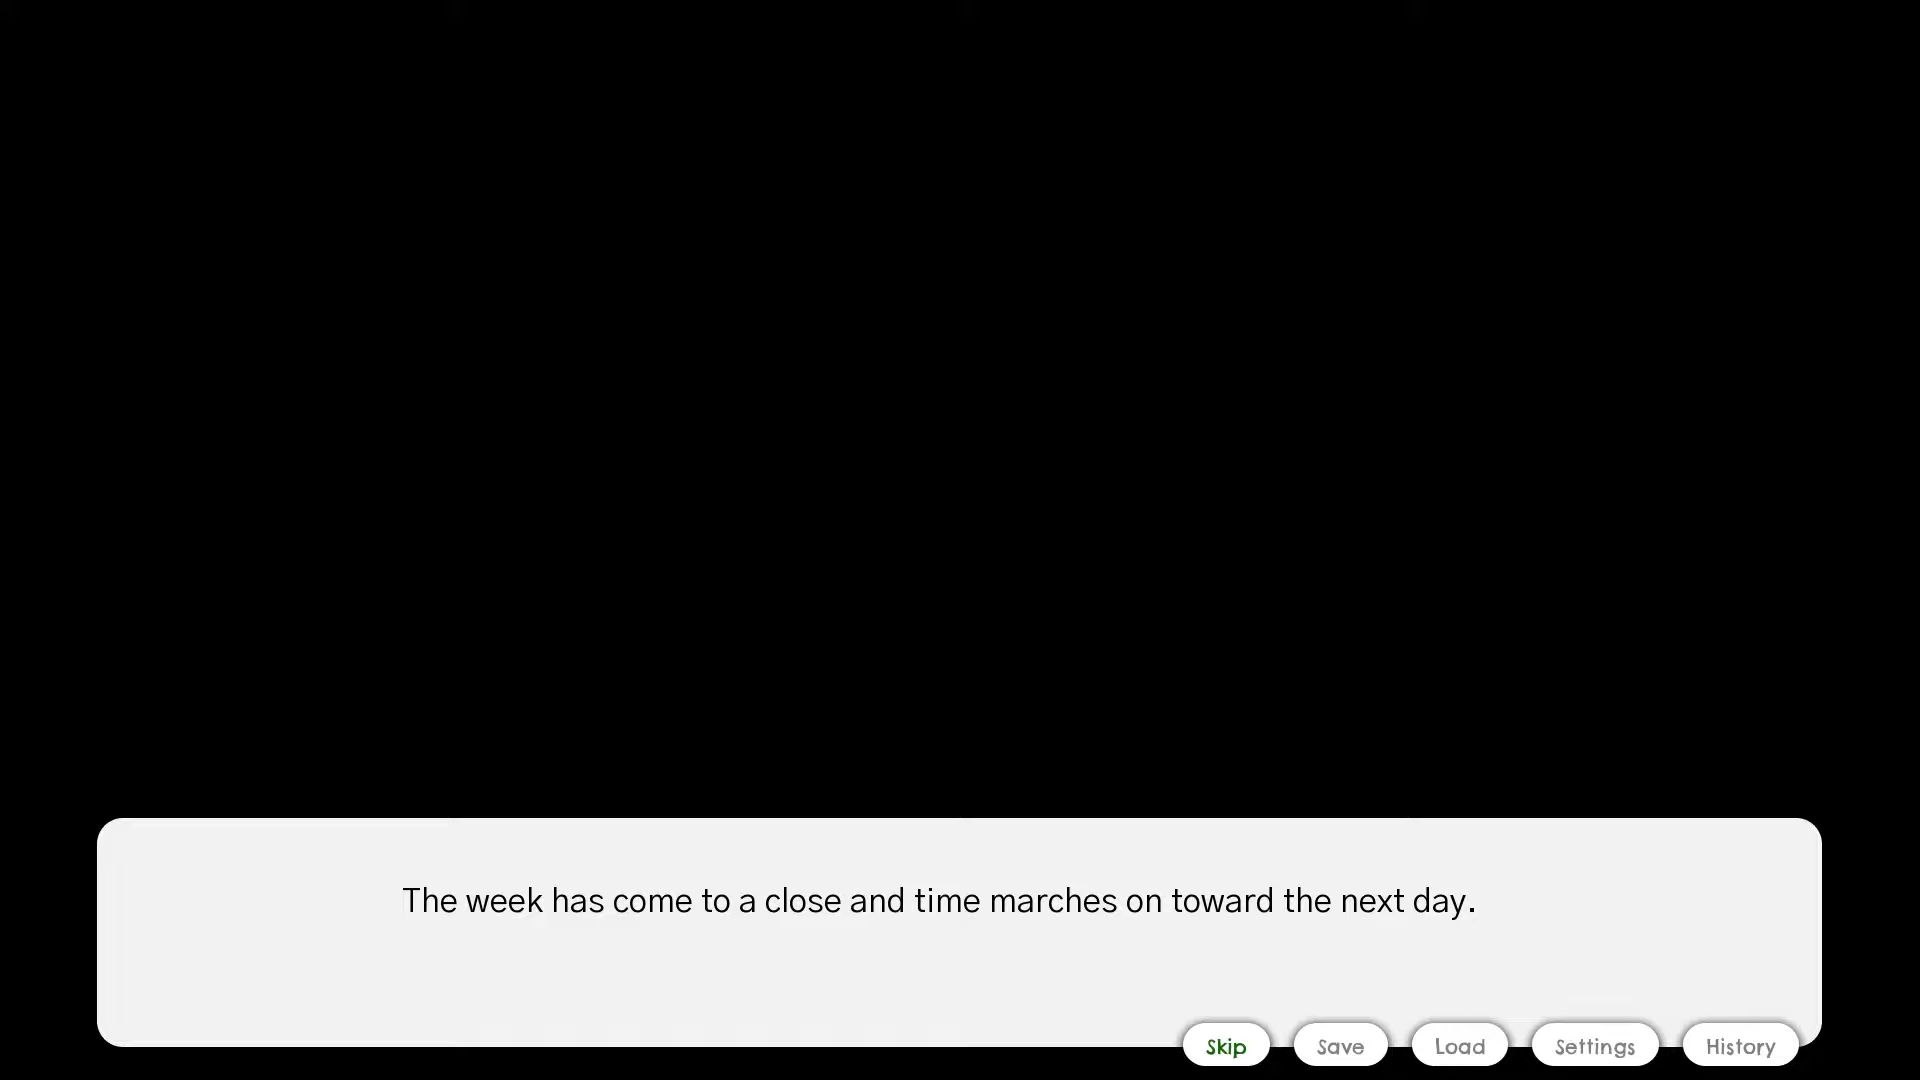 The week has come to a close and time marches on toward the next day.
Skip Save Load Settings History